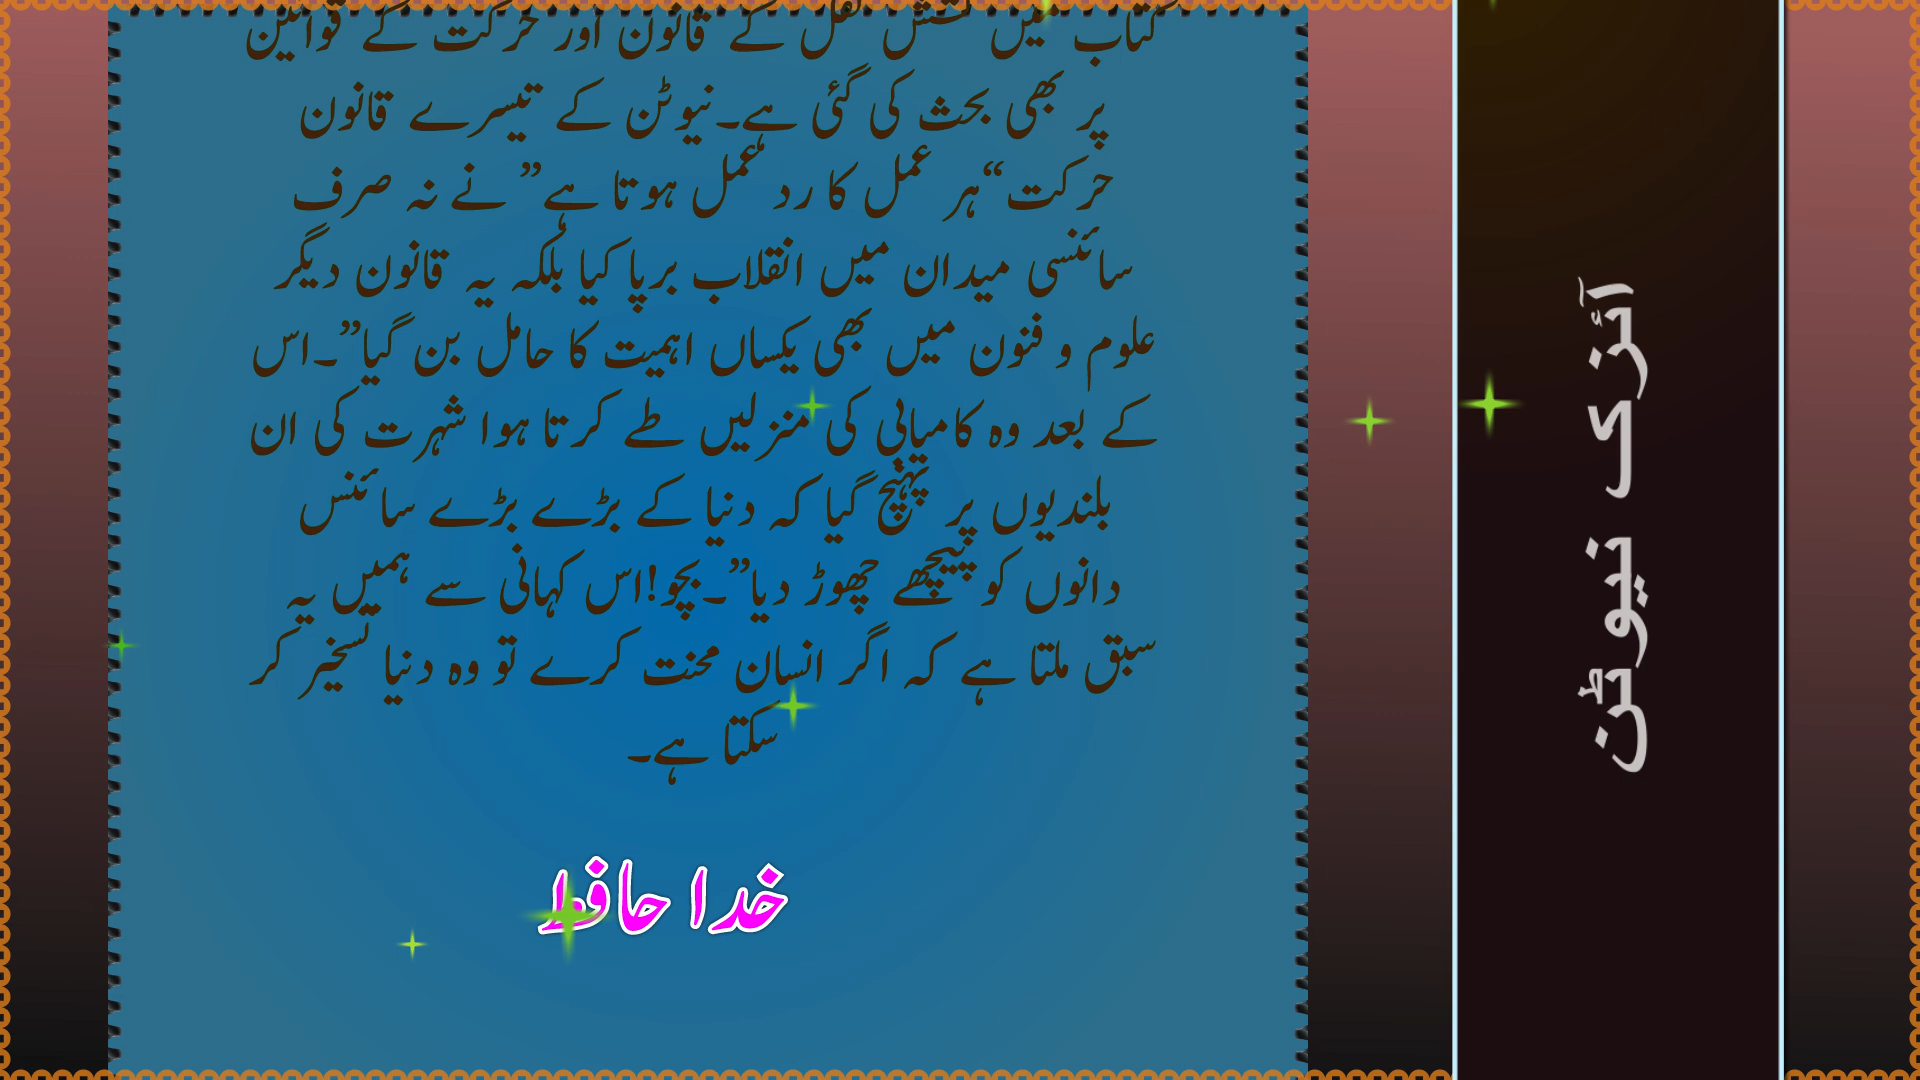 کتاب میں کشش ثقل کے قانون اور حرکت کے قوانین
پر بھی بحث کی گئی ہے۔نیوٹن کے تیسرے قانون
حرکت“ہر عمل کا رد عمل ہوتا ہے”نے نہ صرف
سائنسی میدان میں انقلاب برپا کیا بلکہ یہ قانون دیگر
علوم و فنون میں بھی یکساں اہمیت کا حامل بن گیا”۔اس
کے بعد وہ کامیابی کی منزلیں طے کرتا ہوا شہرت کی ان
بلندیوں پر پہنچ گیا کہ دنیا کے بڑے بڑے سائنس
دانوں کو پیچھے چھوڑ دیا”۔بچو!اس کہانی سے ہمیں یہ
سبق ملتا ہے کہ اگر انسان محنت کرے تو وہ دنیا تسخیر کر
سکتا ہے۔
خدا حافظ
آئزک نیوٹن